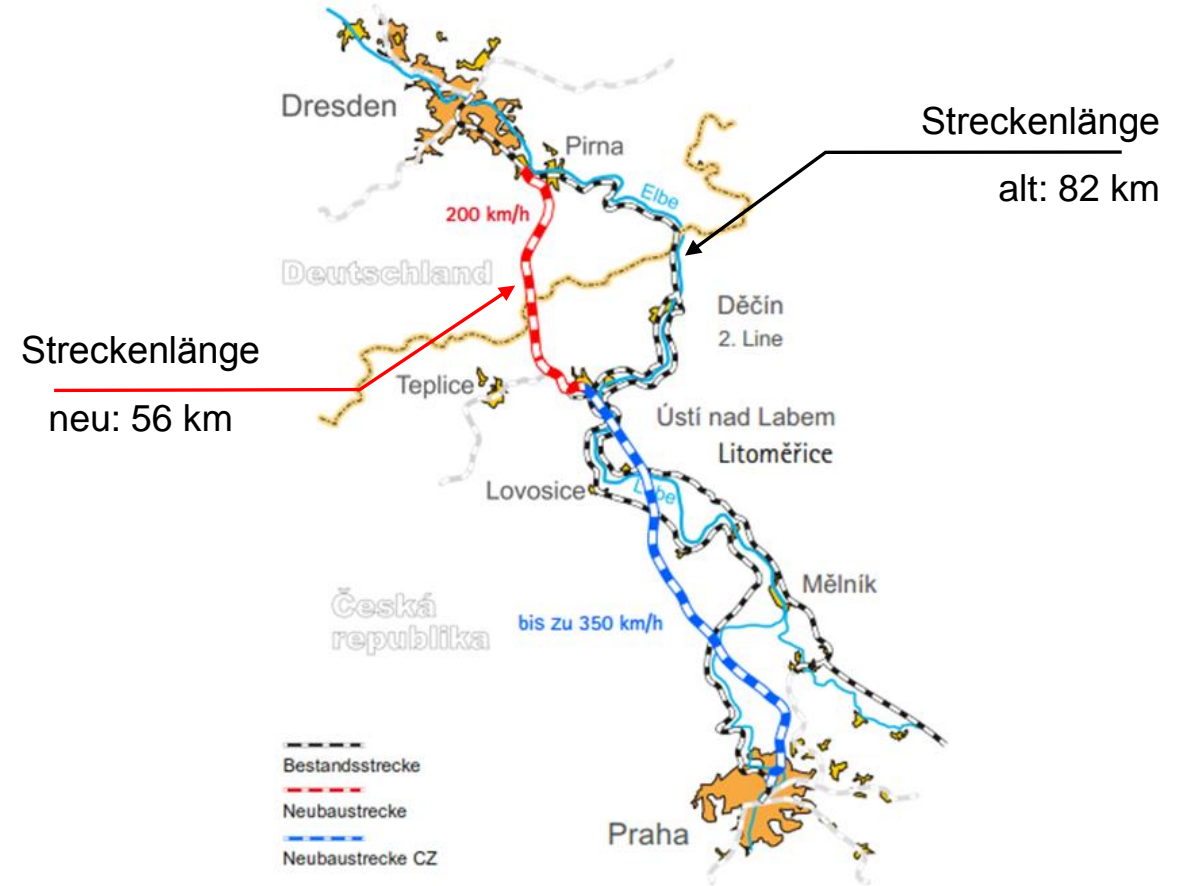 Dresden
Pirna
Streckenlänge
alt: 82 km
Elbe
200 km/h
Deutschland
Děčín
2. Line
Streckenlänge
neu: 56 km
Teplice
Ústí nad Labem
Litoměřice
Lovosice
Labe
Mělník
Česká
republika
bis zu 350 km/h
Bestandsstrecke
Neubaustrecke
Neubaustrecke CZ
Praha